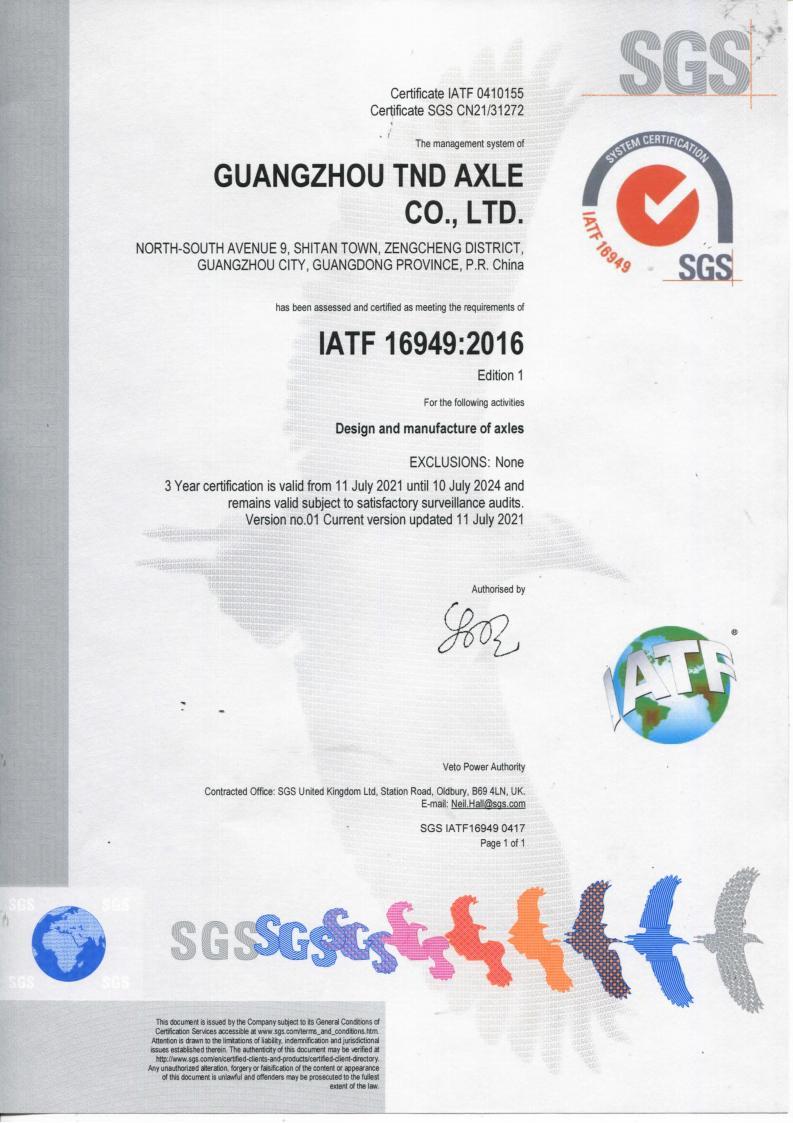 SGS
Certificate IATF 0410155
Certificate SGS CN21/31272
The management system of
GUANGZHOU TND AXLE
CO., LTD.
NORTH-SOUTH AVENUE 9, SHITAN TOWN, ZENGCHENG DISTRICT,
GUANGZHOU CITY, GUANGDONG PROVINCE, P.R. China
SYSTEM CERTIFICATION
IATF 16949
SGS
has been assessed and certified as meeting the requirements of
IATF 16949:2016
Edition 1
For the following activities
Design and manufacture of axles
EXCLUSIONS: None
3 Year certification is valid from 11 July 2021 until 10 July 2024 and
remains valid subject to satisfactory surveillance audits.
Version no.01 Current version updated 11 July 2021
Authorised by
IATF
®
Veto Power Authority
Contracted Office: SGS United Kingdom Ltd, Station Road, Oldbury, B69 4LN, UK.
E-mail: Neil.Hall@sgs.com
SGS IATF16949 0417
Page 1 of 1
SGS SGS
SGS SGS
SGS SGS SGS
This document is issued by the Company subject to its General Conditions of
Certification Services accessible at www.sgs.com/terms_and_conditions.htm.
Attention is drawn to the limitations of liability, indemnification and jurisdictional
issues established therein. The authenticity of this document may be verified at
http://www.sgs.com/en/certified-clients-and-products/certified-client-directory.
Any unauthorized alteration, forgery or falsification of the content or appearance
of this document is unlawful and offenders may be prosecuted to the fullest
extent of the law.